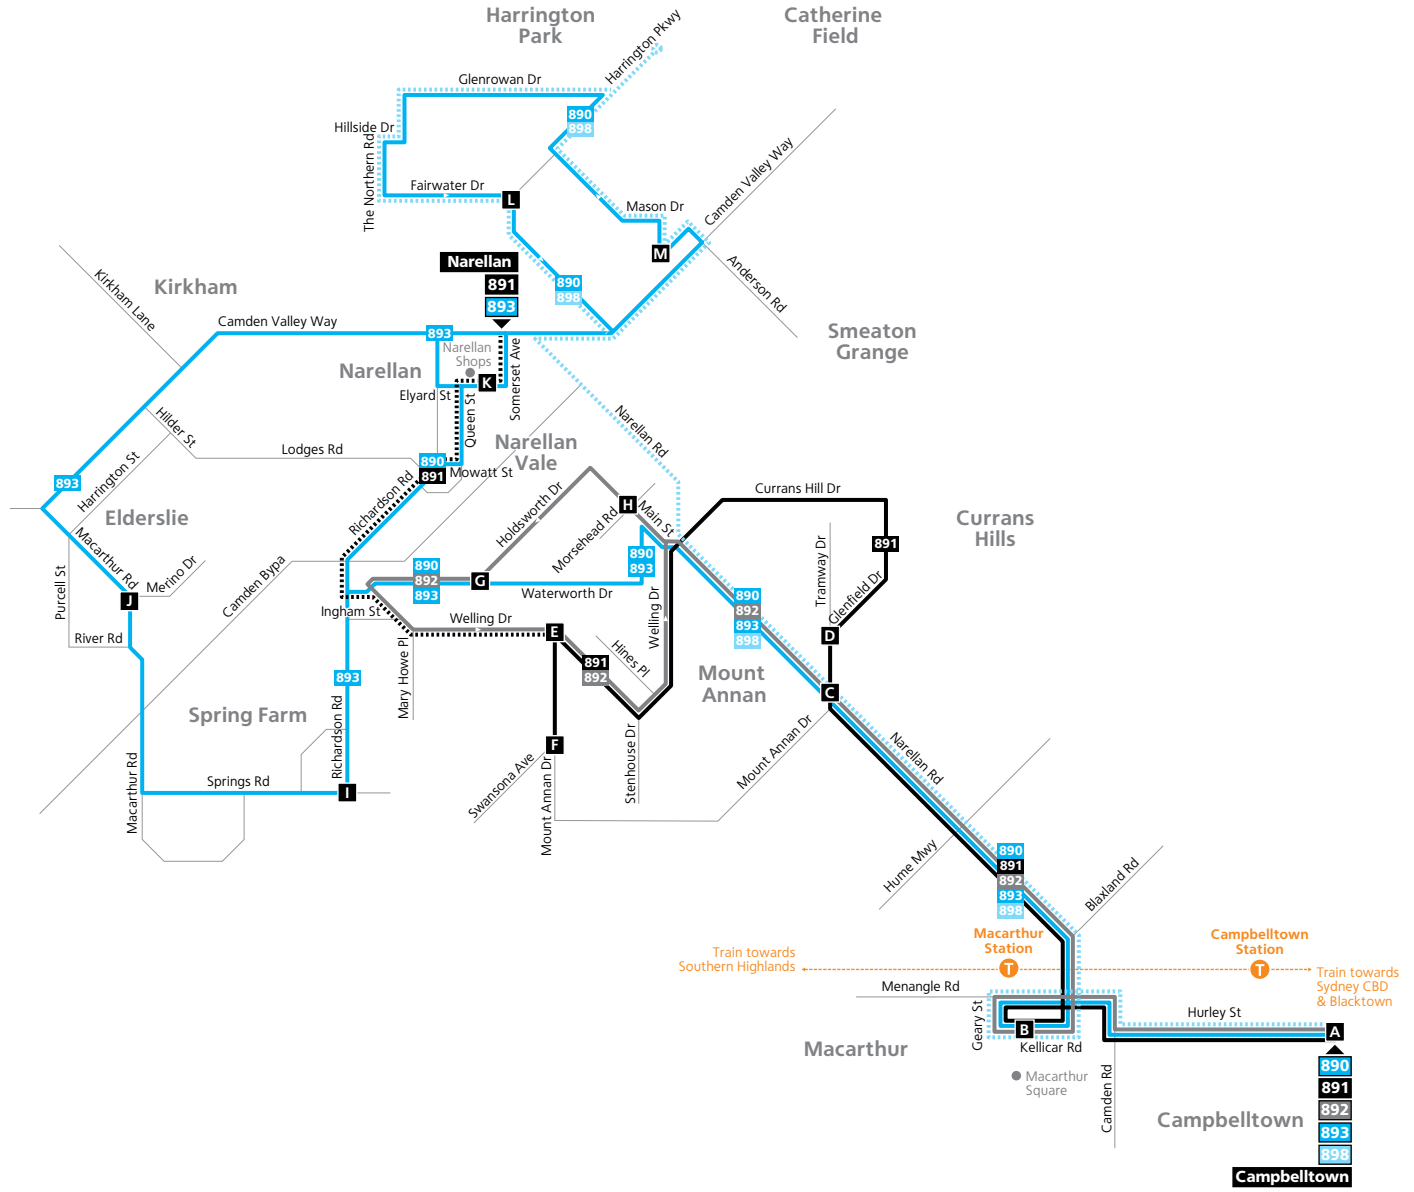 Harrington
Park
Catherine
Field
Harrington Pkwy
Glenrowan Dr
890
898
Hillside Dr
The Northern Rd
Fairwater Dr
L
Mason Dr
M
Camden Valley Way
Anderson Rd
Narellan
891
893
890
898
Kirkham
Kirkham Lane
Camden Valley Way
893
Smeaton
Grange
Narellan
Shops
Narellan
K
Somerset Ave
Elyard St
Queen St
Narellan Rd
Hilder St
Lodges Rd
Narellan
Vale
Harrington St
890
891
Mowatt St
893
Richardson Rd
Holdsworth Dr
H
Main St
Morsehead Rd
Currans Hill Dr
Elderslie
Currans
Hills
Macarthur Rd
Purcell St
Merino Dr
J
River Rd
Camden Bypa
890
892
893
G
Waterworth Dr
890
893
891
Tramway Dr
Glenfield Dr
D
Ingham St
Welling Dr
E
Welling Dr
890
892
893
898
Mary Howe Pl
891
892
Hines Pl
Mount
Annan
C
893
Richardson Rd
Spring Farm
Macarthur Rd
Springs Rd
I
F
Swansona Ave
Mount Annan Dr
Stenhouse Dr
Mount Annan Dr
Narellan Rd
Hume Mwy
890
891
892
893
898
Blaxland Rd
Macarthur
Station
T
Campbelltown
Station
T
Train towards
Southern Highlands
Train towards
Sydney CBD
& Blacktown
Menangle Rd
Geary St
B
Kellicar Rd
Hurley St
A
Macarthur
Macarthur
Square
Camden Rd
Campbelltown
890
891
892
893
898
Campbelltown